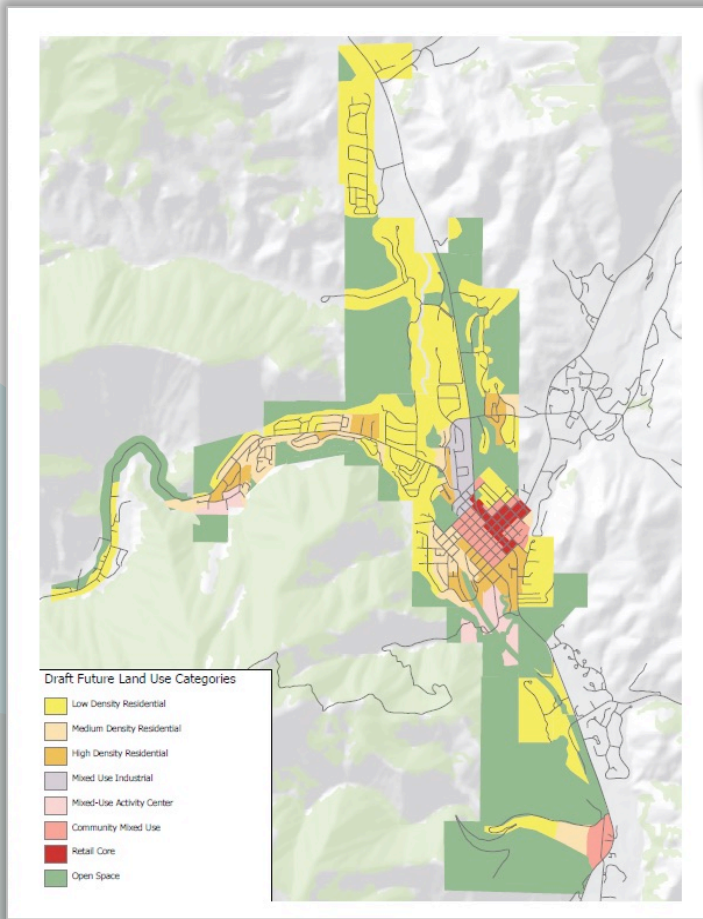 Draft Future Land Use Categories
Low Density Residential
Medium Density Residential
High Density Residential
Mixed Use Industrial
Mixed-Use Activity Center
Community Mixed Use
Retail Core
Open Space